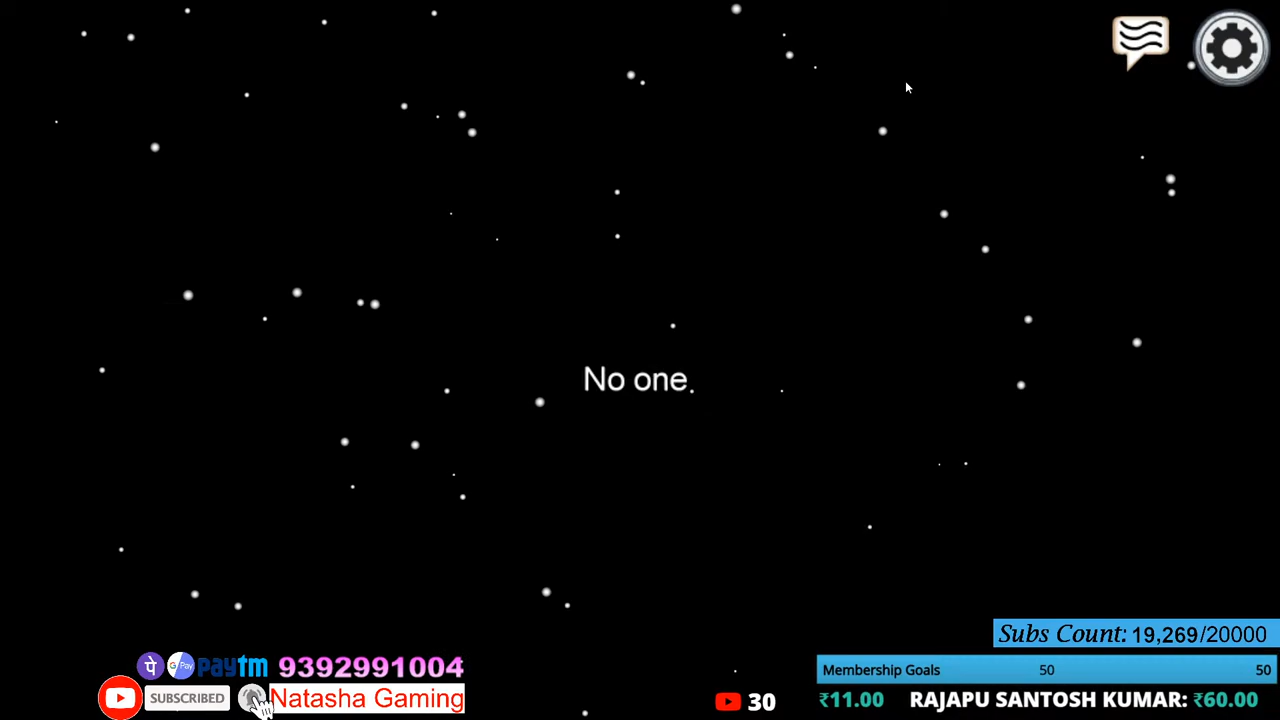 No one
Subs Count: 19,269/20000
पे G Pay paytm 9392991004
Membership Goals 50 50
SUBSCRIBED Natasha Gaming
30 ₹11.00 RAJAPU SANTOSH KUMAR: ₹60.00